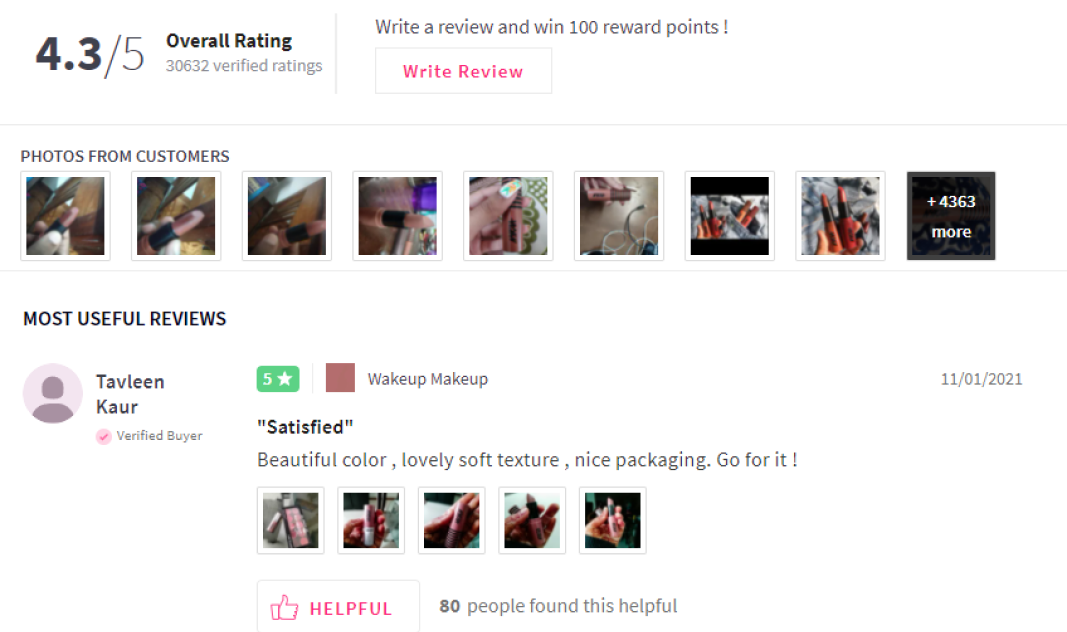 4.3/5
Overall Rating
30632 verified ratings
Write a review and win 100 reward points !
Write Review
PHOTOS FROM CUSTOMERS
+ 4363
more
MOST USEFUL REVIEWS
Tavleen
Kaur
Verified Buyer
5 ★
Wakeup Makeup
11/01/2021
"Satisfied"
Beautiful color , lovely soft texture , nice packaging. Go for it !
HELPFUL
80 people found this helpful